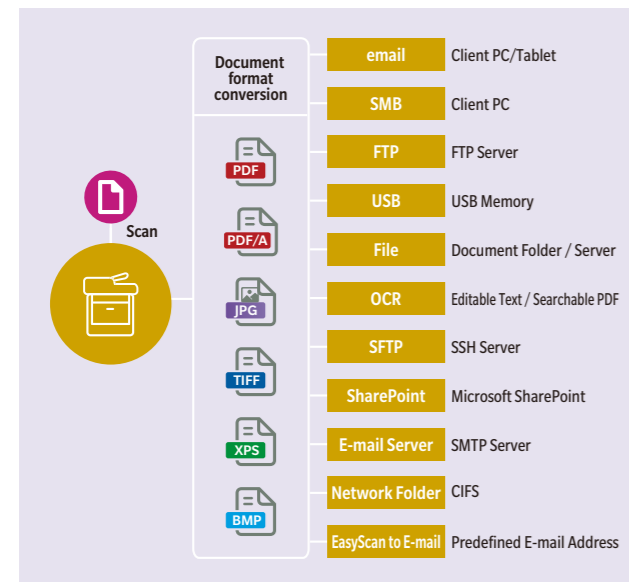 Scan
Document
format
conversion
PDF
PDF/A
JPG
TIFF
XPS
BMP
email Client PC/Tablet
SMB Client PC
FTP FTP Server
USB USB Memory
File Document Folder / Server
OCR Editable Text / Searchable PDF
SFTP SSH Server
SharePoint Microsoft SharePoint
E-mail Server SMTP Server
Network Folder CIFS
EasyScan to E-mail Predefined E-mail Address